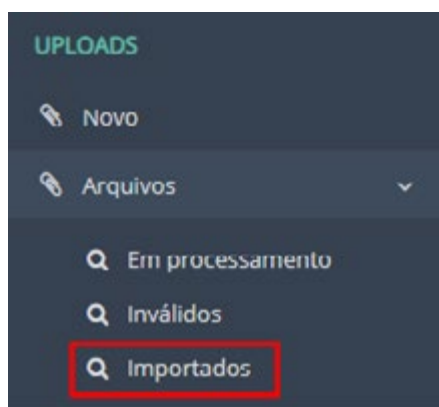 UPLOADS
Novo
Arquivos
Em processamento
Inválidos
Importados